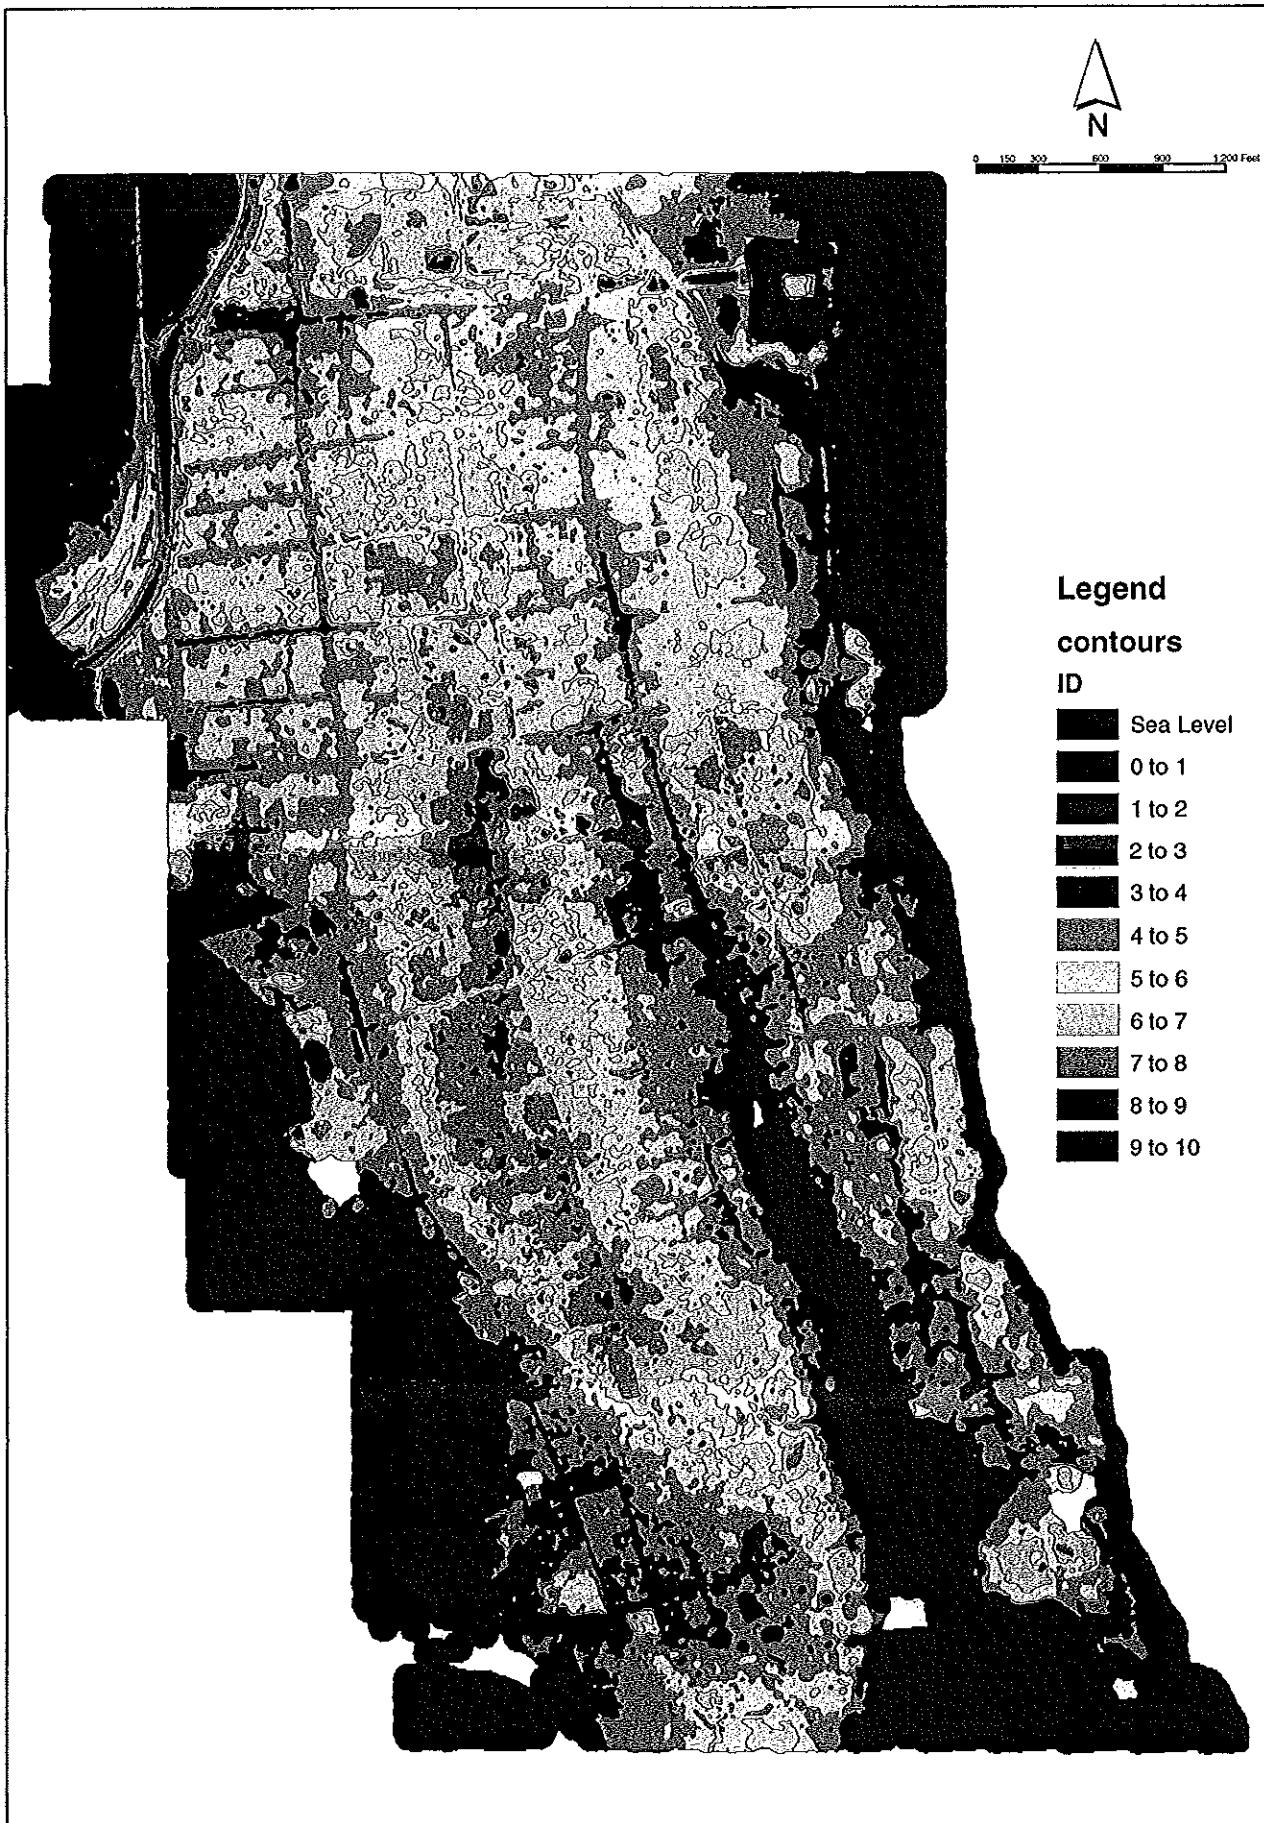 N
0 150 300 600 900 1,200 Feet
Legend
contours
ID
Sea Level
0 to 1
1 to 2
2 to 3
3 to 4
4 to 5
5 to 6
6 to 7
7 to 8
8 to 9
9 to 10